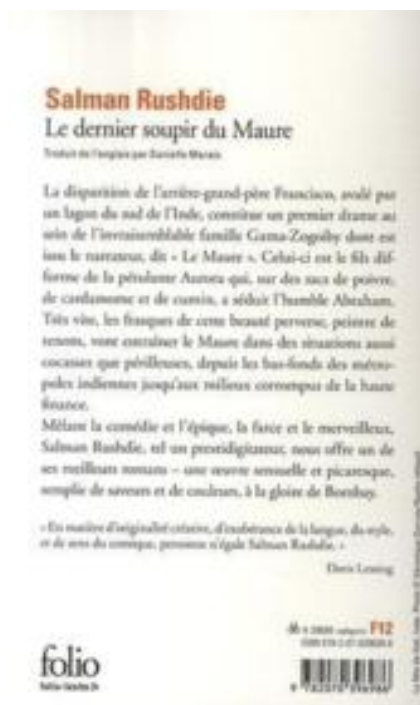 Salman Rushdie
Le dernier soupir du Maure
Traduit de l'anglais par Danielle Marais
La disparition de l'arrière-grand-père Francisco, avalé par
un lagon du sud de l'Inde, constitue un premier drame au
sein de l'invraisemblable famille Gama-Zogoiby dont est
issu le narrateur, dit « Le Maure ». Celui-ci est le fils dif-
forme de la pétulante Aurora qui, sur des sacs de poivre,
de cardamome et de cumin, a séduit l'humble Abraham.
Très vite, les frasques de cette beauté perverse, peintre de
renom, vont entraîner le Maure dans des situations aussi
cocasses que périlleuses, depuis les bas-fonds des métro-
poles indiennes jusqu'aux milieux corrompus de la haute
finance.
Mêlant la comédie et l'épique, la farce et le merveilleux,
Salman Rushdie, tel un prestidigitateur, nous offre un de
ses meilleurs romans – une œuvre sensuelle et picaresque,
emplie de saveurs et de couleurs, à la gloire de Bombay.
« En matière d'originalité créative, d'exubérance de la langue, du style,
et de sens du comique, personne n'égale Salman Rushdie. »
Doris Lessing
F12
folio